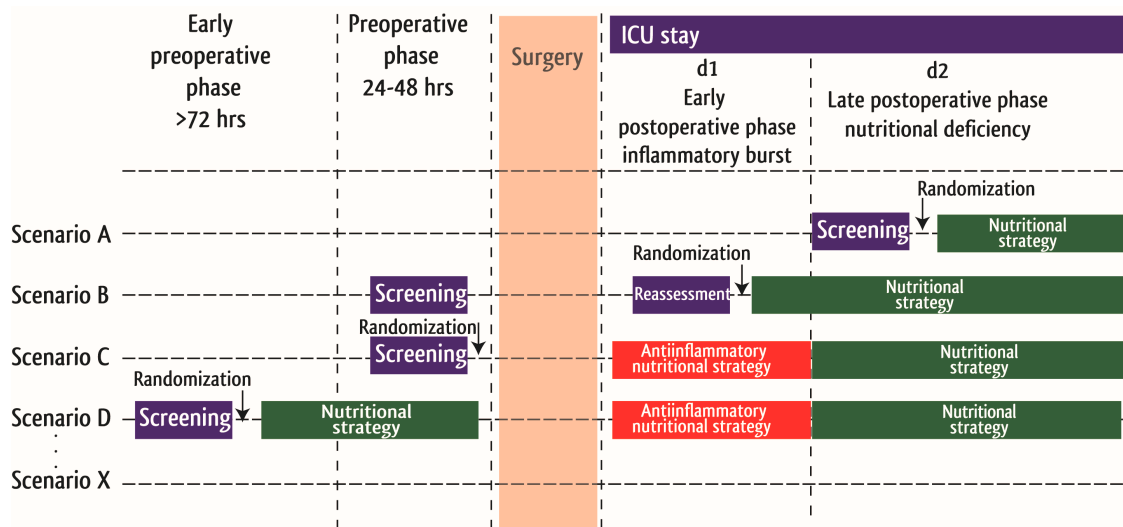 Early
preoperative
phase
>72 hrs
Preoperative
phase
24-48 hrs
Surgery
ICU stay
d1
Early
postoperative phase
inflammatory burst
d2
Late postoperative phase
nutritional deficiency
Randomization
Scenario A
Screening
Nutritional
strategy
Randomization
Scenario B
Screening
Reassessment
Nutritional
strategy
Randomization
Scenario C
Screening
Antiinflammatory
nutritional strategy
Nutritional
strategy
Randomization
Scenario D
Screening
Nutritional
strategy
Antiinflammatory
nutritional strategy
Nutritional
strategy
Scenario X